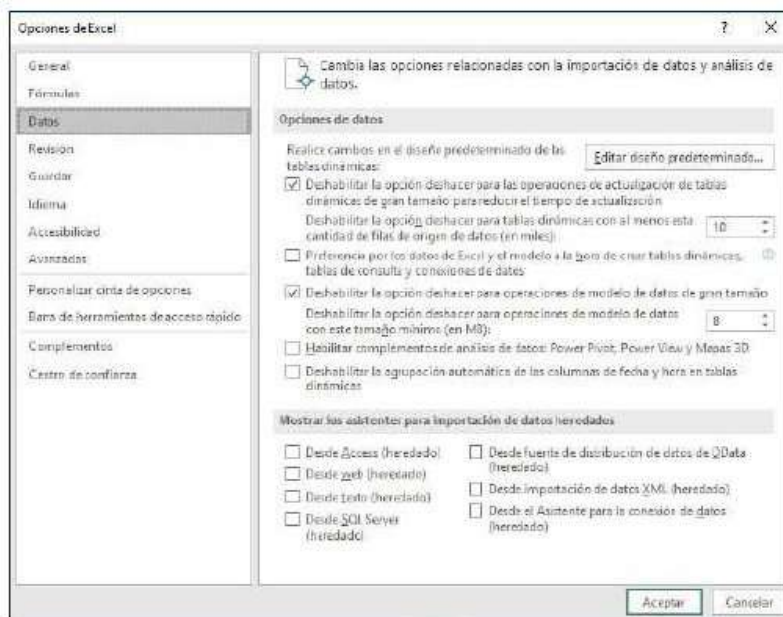 Opciones de Excel
?
X
General
Fórmulas
Datos
Revisión
Guardar
Idioma
Accesibilidad
Avanzadas
Personalizar cinta de opciones
Barra de herramientas de acceso rápido
Complementos
Centro de confianza
Cambia las opciones relacionadas con la importación de datos y análisis de
datos.
Opciones de datos
Realice cambios en el diseño predeterminado de las
tablas dinámicas:
Editar diseño predeterminado...
Deshabilitar la opción deshacer para las operaciones de actualización de tablas
dinámicas de gran tamaño para reducir el tiempo de actualización
Deshabilitar la opción deshacer para tablas dinámicas con al menos esta
cantidad de filas de origen de datos (en miles):
10
Preferencia por los datos de Excel y el modelo a la hora de crear tablas dinámicas,
tablas de consulta y conexiones de datos
Deshabilitar la opción deshacer para operaciones de modelo de datos de gran tamaño
Deshabilitar la opción deshacer para operaciones de modelo de datos
con este tamaño mínimo (en MB):
8
Habilitar complementos de análisis de datos: Power Pivot, Power View y Mapas 3D
Deshabilitar la agrupación automática de las columnas de fecha y hora en tablas
dinámicas
Mostrar los asistentes para importación de datos heredados
Desde Access (heredado)
Desde web (heredado)
Desde texto (heredado)
Desde SQL Server
(heredado)
Desde fuente de distribución de datos de OData
(heredado)
Desde importación de datos XML (heredado)
Desde el Asistente para la conexión de datos
(heredado)
Aceptar
Cancelar